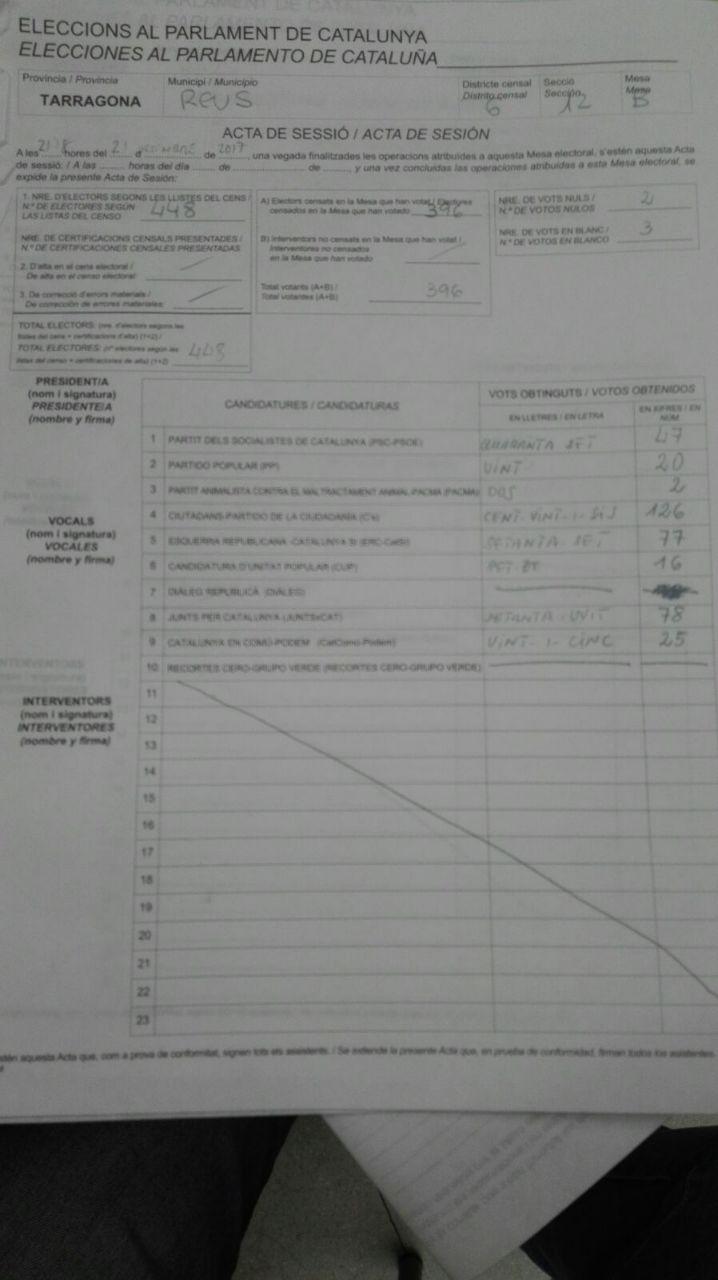 ELECCIONS AL PARLAMENT DE CATALUNYA
ELECCIONES AL PARLAMENTO DE CATALUÑA
Província / Provincia Municipi / Municipio Districte censal Secció Mesa
Distrito censal Sección Mesa
TARRAGONA REUS 6 12 B
ACTA DE SESSIÓ / ACTA DE SESIÓN
A les hores del 21 d de 2017, una vegada finalitzades les operacions atribuïdes a aquesta Mesa electoral, s'estén aquesta Acta
de sessió: / A las ........ horas del día ...... de ............ de ........, y una vez concluidas las operaciones atribuidas a esta Mesa electoral, se
expide la presente Acta de Sesión:
1. NRE. D'ELECTORS SEGONS LES LLISTES DEL CENS /
N.º DE ELECTORES SEGÚN
LAS LISTAS DEL CENSO 448
NRE. DE CERTIFICACIONS CENSALS PRESENTADES /
N.º DE CERTIFICACIONES CENSALES PRESENTADAS
2. D'alta en el cens electoral /
De alta en el censo electoral:
3. De correcció d'errors materials /
De corrección de errores materiales:
TOTAL ELECTORS: (nre. d'electors segons les
llistes del cens + certificacions d'alta) (1+2) /
TOTAL ELECTORES: (nº electores según las
listas del censo + certificaciones de alta) (1+2) 448
A) Electors censats en la Mesa que han votat / Electores
censados en la Mesa que han votado 396
B) Interventors no censats en la Mesa que han votat /
Interventores no censados
en la Mesa que han votado
Total votants (A+B) /
Total votantes (A+B) 396
NRE. DE VOTS NULS /
N.º DE VOTOS NULOS 2
NRE. DE VOTS EN BLANC /
N.º DE VOTOS EN BLANCO 3
PRESIDENT/A
(nom i signatura)
PRESIDENTE/A
(nombre y firma)
VOCALS
(nom i signatura)
VOCALES
(nombre y firma)
INTERVENTORS
(nom i signatura)
INTERVENTORES
(nombre y firma)
CANDIDATURES / CANDIDATURAS
VOTS OBTINGUTS / VOTOS OBTENIDOS
EN LLETRES / EN LETRA EN XIFRES / EN NÚM
1 PARTIT DELS SOCIALISTES DE CATALUNYA (PSC-PSOE) QUARANTA SET 47
2 PARTIDO POPULAR (PP) VINT 20
3 PARTIT ANIMALISTA CONTRA EL MALTRACTAMENT ANIMAL-PACMA (PACMA) DOS 2
4 CIUTADANS-PARTIDO DE LA CIUDADANÍA (C's) CENT-VINT-I-SIS 126
5 ESQUERRA REPUBLICANA-CATALUNYA SÍ (ERC-CatSí) SETANTA-SET 77
6 CANDIDATURA D'UNITAT POPULAR (CUP) 16
7 DIÀLEG REPUBLICÀ (DIÀLEG)
8 JUNTS PER CATALUNYA (JUNTSxCAT) SETANTA-VUIT 78
9 CATALUNYA EN COMÚ-PODEM (CatComú-Podem) VINT-I-CINC 25
10 RECORTES CERO-GRUPO VERDE (RECORTES CERO-GRUPO VERDE)
11
12
13
14
15
16
17
18
19
20
21
22
23
aquesta Acta que, com a prova de conformitat, signen tots els assistents. / Se extiende la presente Acta que, en prueba de conformidad, firman todos los asistentes.